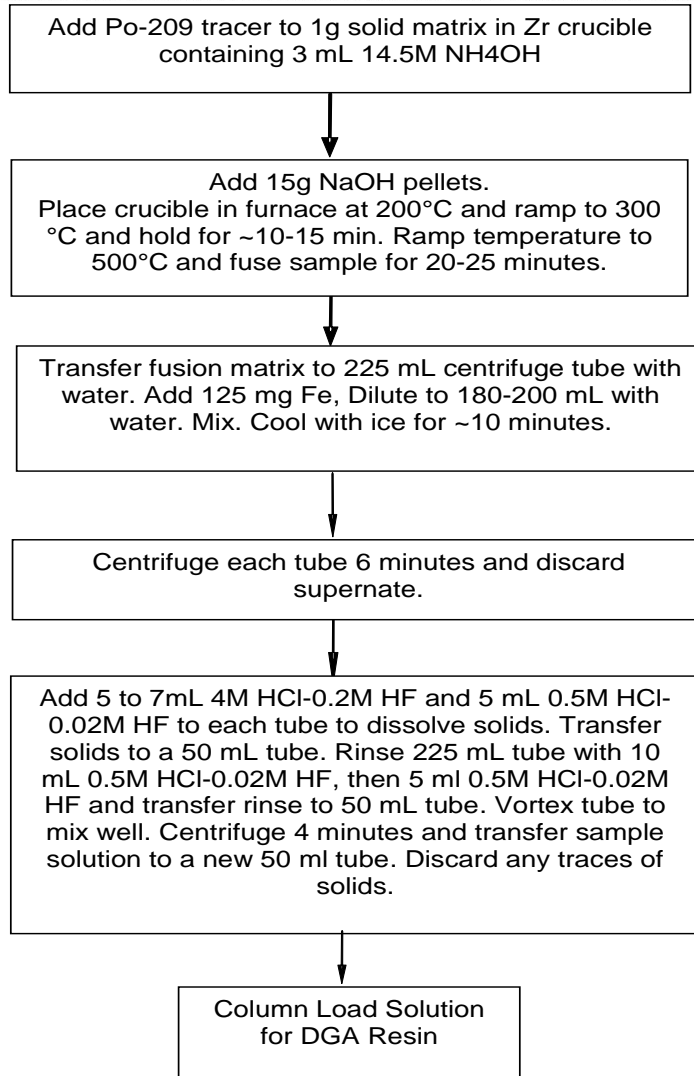 Add Po-209 tracer to 1g solid matrix in Zr crucible
containing 3 mL 14.5M NH4OH
Add 15g NaOH pellets.
Place crucible in furnace at 200°C and ramp to 300
°C and hold for ~10-15 min. Ramp temperature to
500°C and fuse sample for 20-25 minutes.
Transfer fusion matrix to 225 mL centrifuge tube with
water. Add 125 mg Fe, Dilute to 180-200 mL with
water. Mix. Cool with ice for ~10 minutes.
Centrifuge each tube 6 minutes and discard
supernate.
Add 5 to 7mL 4M HCl-0.2M HF and 5 mL 0.5M HCl-
0.02M HF to each tube to dissolve solids. Transfer
solids to a 50 mL tube. Rinse 225 mL tube with 10
mL 0.5M HCl-0.02M HF, then 5 ml 0.5M HCl-0.02M
HF and transfer rinse to 50 mL tube. Vortex tube to
mix well. Centrifuge 4 minutes and transfer sample
solution to a new 50 ml tube. Discard any traces of
solids.
Column Load Solution
for DGA Resin